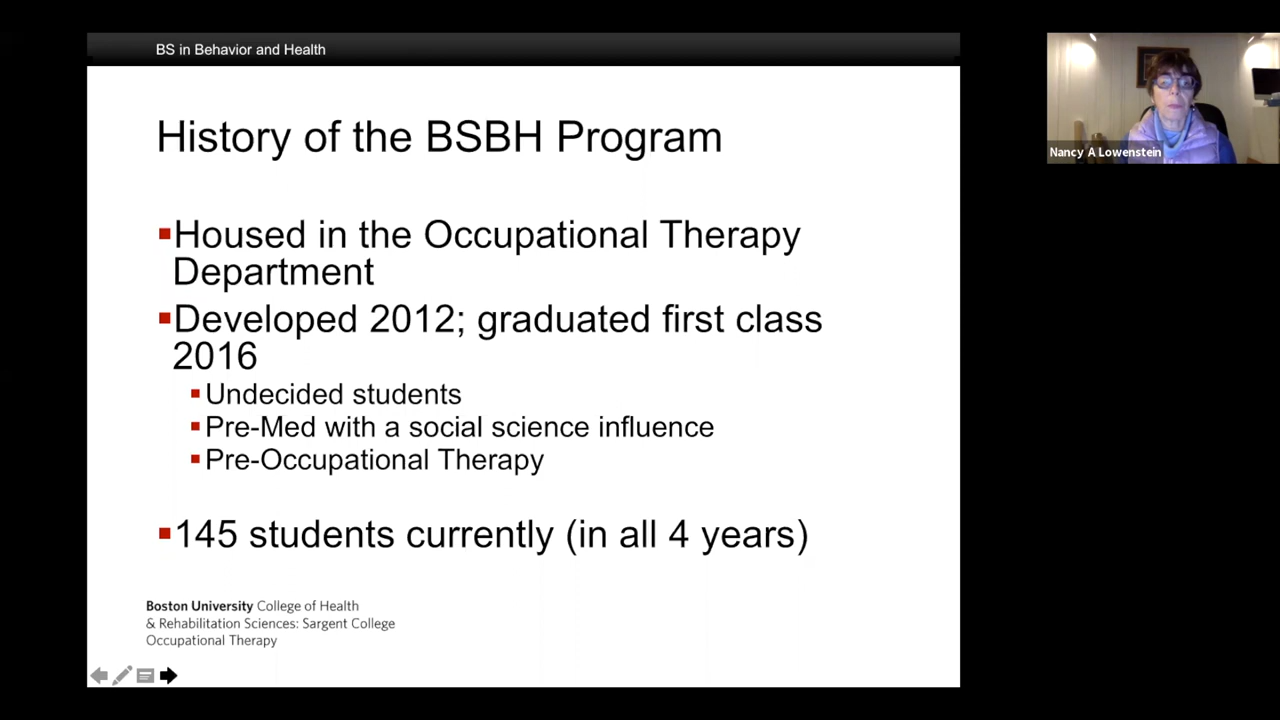 BS in Behavior and Health
History of the BSBH Program
Housed in the Occupational Therapy
Department
Developed 2012; graduated first class
2016
Undecided students
Pre-Med with a social science influence
Pre-Occupational Therapy
145 students currently (in all 4 years)
Boston University College of Health
& Rehabilitation Sciences: Sargent College
Occupational Therapy
Nancy A Lowenstein